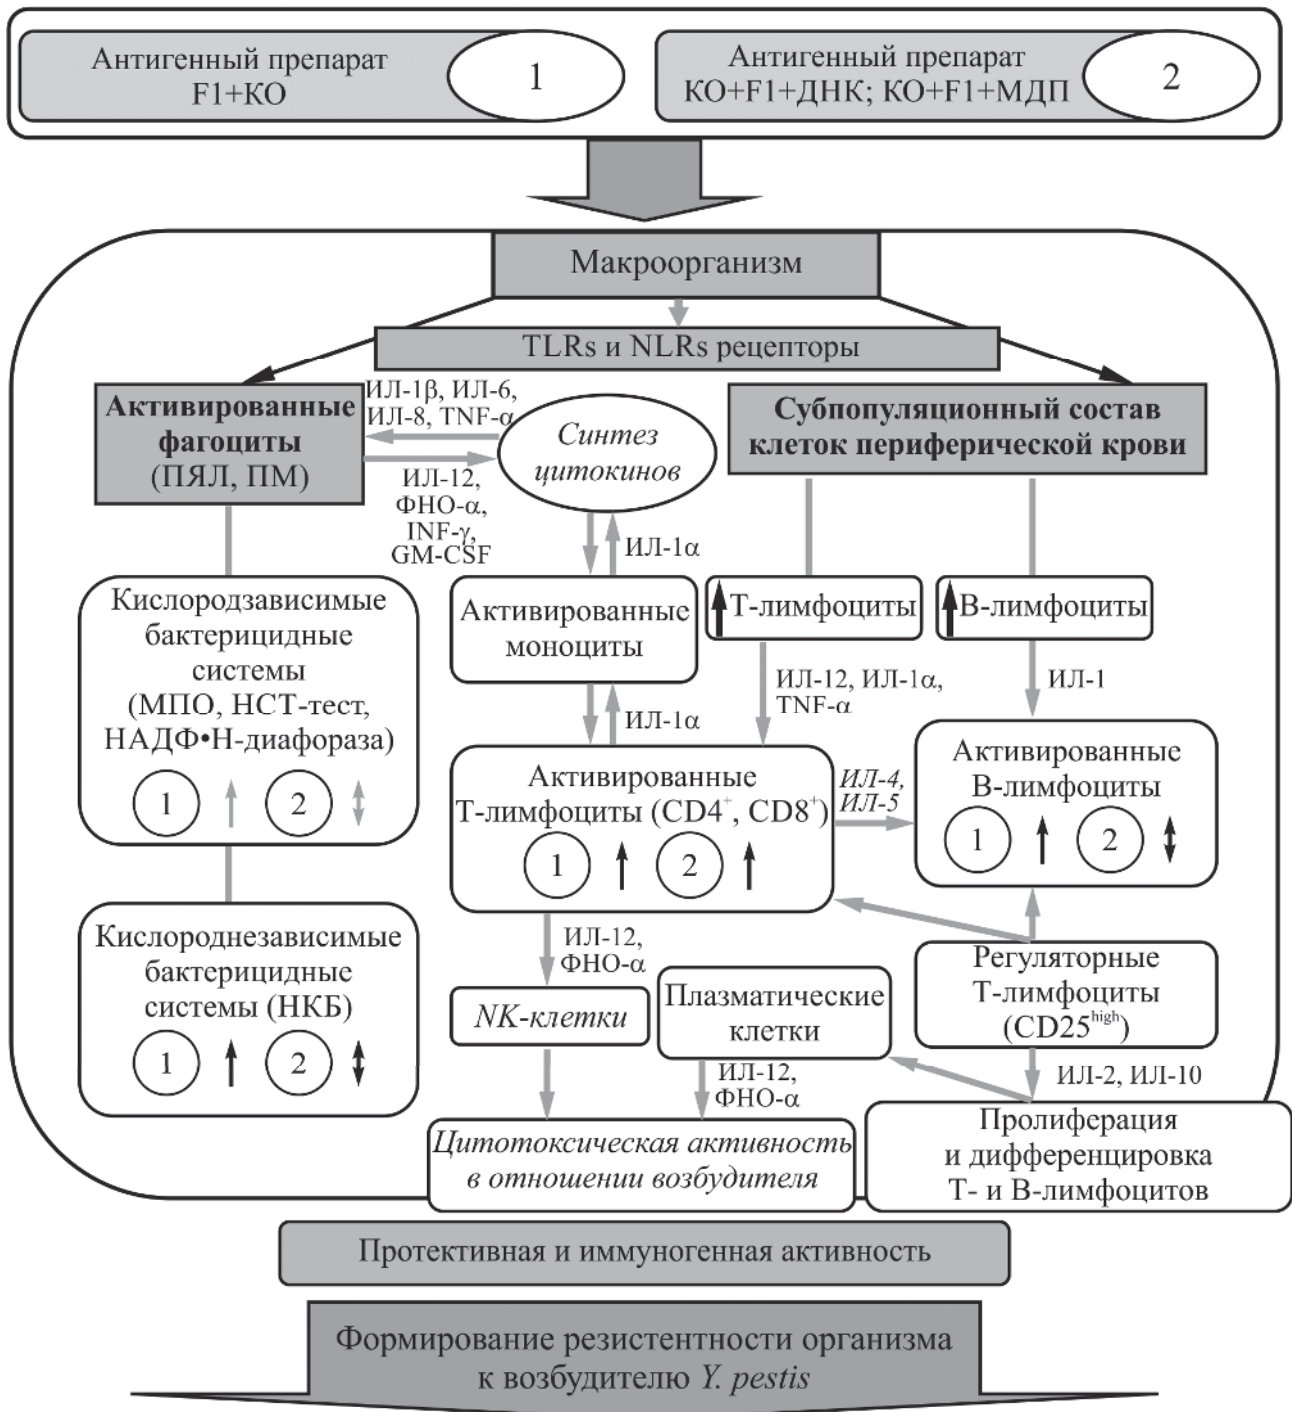 Антигенный препарат
F1+КО
1
Антигенный препарат
КО+F1+ДНК; КО+F1+МДП
2
Макроорганизм
TLRs и NLRs рецепторы
Активированные
фагоциты
(ПЯЛ, ПМ)
ИЛ-1β, ИЛ-6,
ИЛ-8, TNF-α
ИЛ-12,
ФНО-α,
INF-γ,
GM-CSF
Синтез
цитокинов
Субпопуляционный состав
клеток периферической крови
ИЛ-1α
Кислородзависимые
бактерицидные
системы
(МПО, НСТ-тест,
НАДФ•Н-диафораза)
1
2
Активированные
моноциты
Т-лимфоциты
В-лимфоциты
ИЛ-1α
ИЛ-12, ИЛ-1α,
TNF-α
ИЛ-1
Активированные
Т-лимфоциты (CD4⁺, CD8⁺)
1
2
ИЛ-4,
ИЛ-5
Активированные
В-лимфоциты
1
2
Кислороднезависимые
бактерицидные
системы (НКБ)
1
2
ИЛ-12,
ФНО-α
NK-клетки
Плазматические
клетки
Регуляторные
Т-лимфоциты
(CD25ʰⁱᵍʰ)
ИЛ-12,
ФНО-α
ИЛ-2, ИЛ-10
Цитотоксическая активность
в отношении возбудителя
Пролиферация
и дифференцировка
Т- и В-лимфоцитов
Протективная и иммуногенная активность
Формирование резистентности организма
к возбудителю Y. pestis